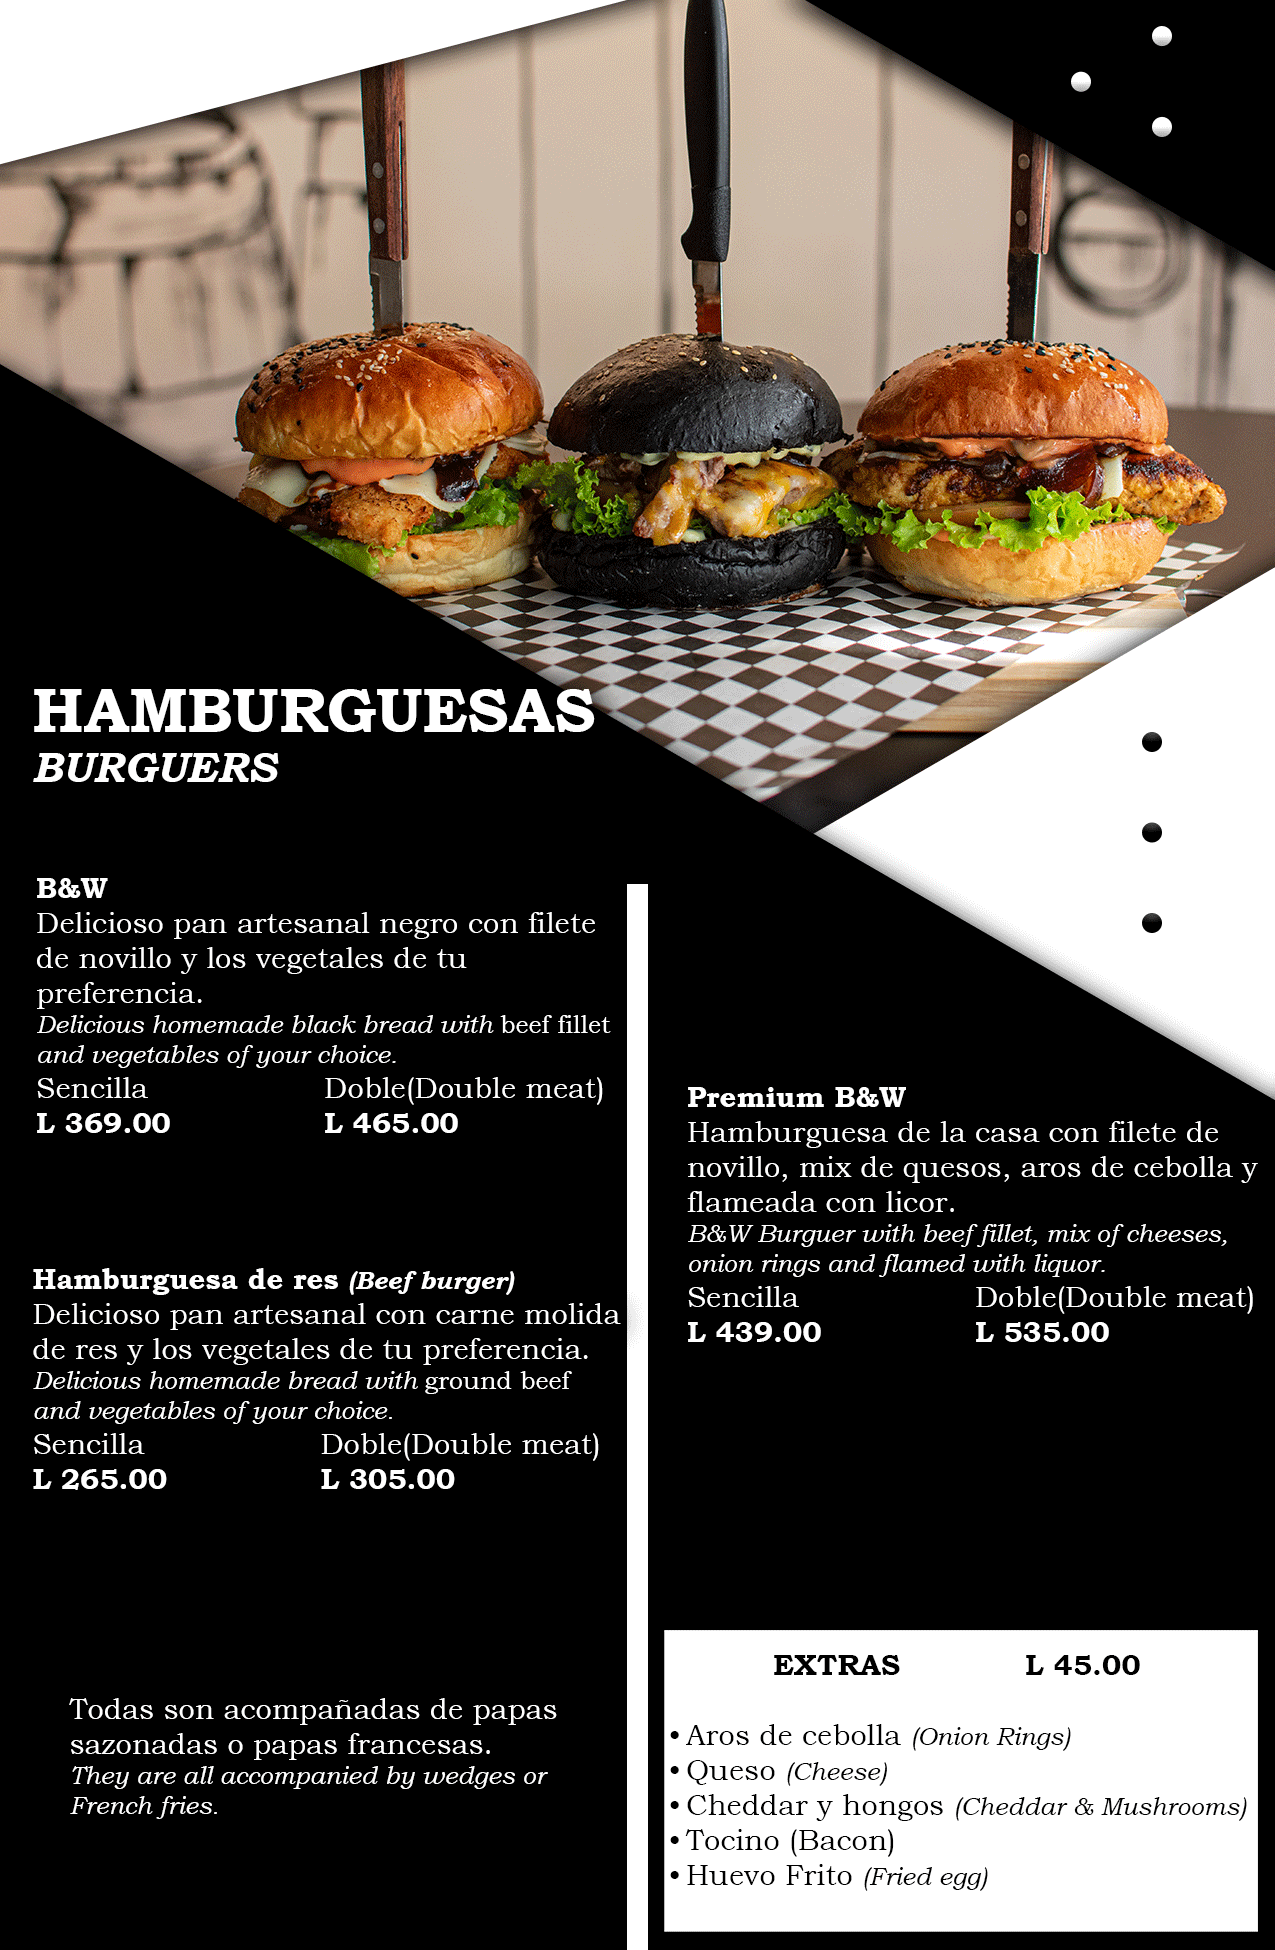 HAMBURGUESAS
BURGUERS
B&W
Delicioso pan artesanal negro con filete
de novillo y los vegetales de tu
preferencia.
Delicious homemade black bread with beef fillet
and vegetables of your choice.
Sencilla Doble(Double meat)
L 369.00 L 465.00
Hamburguesa de res (Beef burger)
Delicioso pan artesanal con carne molida
de res y los vegetales de tu preferencia.
Delicious homemade bread with ground beef
and vegetables of your choice.
Sencilla Doble(Double meat)
L 265.00 L 305.00
Todas son acompañadas de papas
sazonadas o papas francesas.
They are all accompanied by wedges or
French fries.
Premium B&W
Hamburguesa de la casa con filete de
novillo, mix de quesos, aros de cebolla y
flameada con licor.
B&W Burguer with beef fillet, mix of cheeses,
onion rings and flamed with liquor.
Sencilla Doble(Double meat)
L 439.00 L 535.00
EXTRAS L 45.00
• Aros de cebolla (Onion Rings)
• Queso (Cheese)
• Cheddar y hongos (Cheddar & Mushrooms)
• Tocino (Bacon)
• Huevo Frito (Fried egg)